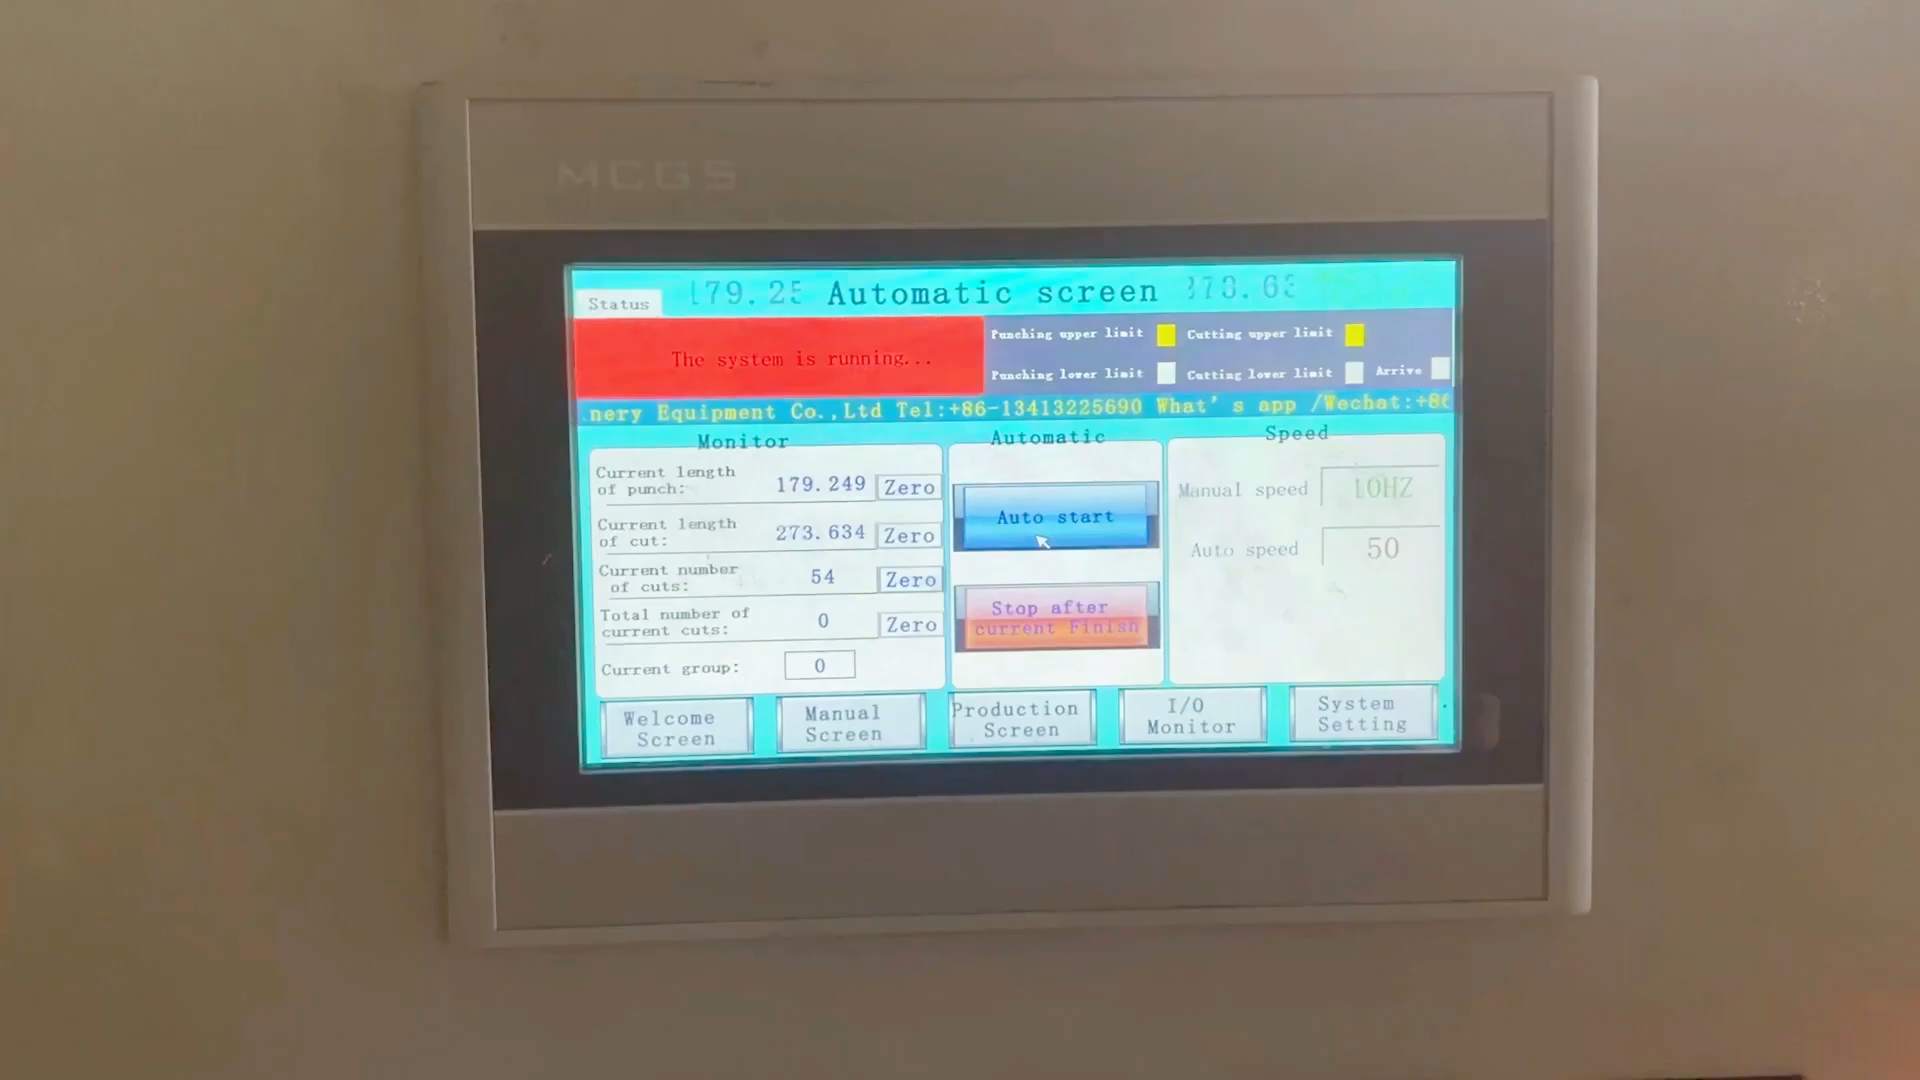 MCGS
Status
179.25 Automatic screen 273.63
The system is running...
Punching upper limit Cutting upper limit
Punching lower limit Cutting lower limit Arrive
.nery Equipment Co.,Ltd Tel:+86-13413225690 What's app /Wechat:+86
Monitor
Current length
of punch: 179.249 Zero
Current length
of cut: 273.634 Zero
Current number
of cuts: 54 Zero
Total number of
current cuts: 0 Zero
Current group: 0
Automatic
Auto start
Stop after
current Finish
Speed
Manual speed 10HZ
Auto speed 50
Welcome
Screen
Manual
Screen
Production
Screen
I/O
Monitor
System
Setting